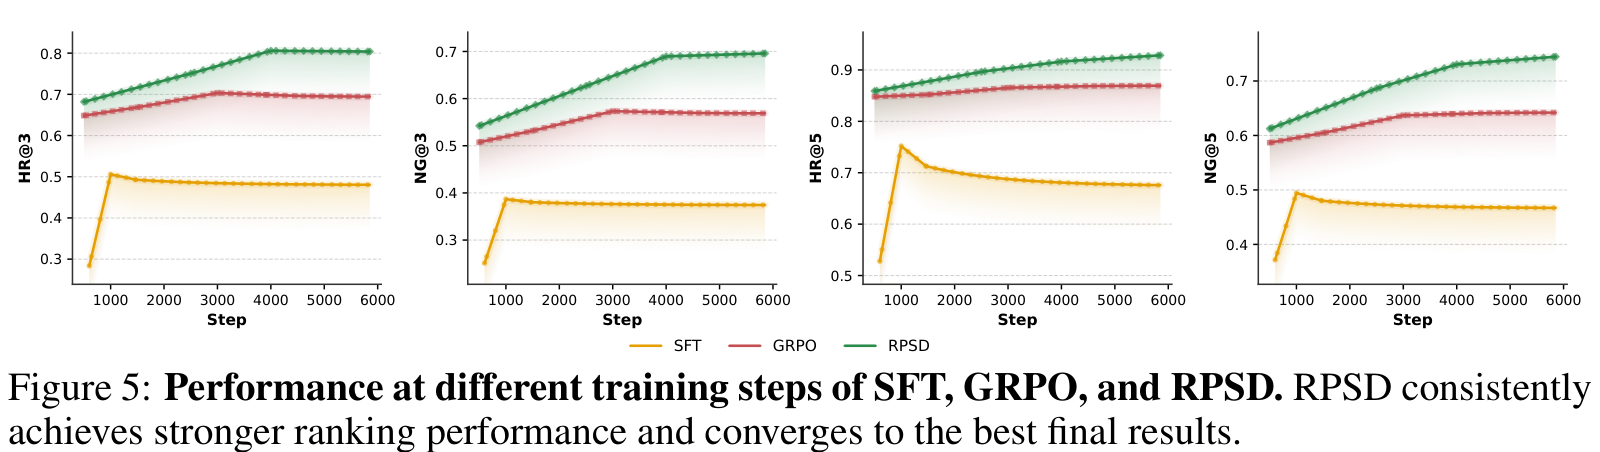 HR@3
0.8
0.7
0.6
0.5
0.4
0.3
1000 2000 3000 4000 5000 6000
Step
NG@3
0.7
0.6
0.5
0.4
0.3
1000 2000 3000 4000 5000 6000
Step
HR@5
0.9
0.8
0.7
0.6
0.5
1000 2000 3000 4000 5000 6000
Step
NG@5
0.7
0.6
0.5
0.4
1000 2000 3000 4000 5000 6000
Step
SFT GRPO RPSD
Figure 5: Performance at different training steps of SFT, GRPO, and RPSD. RPSD consistently
achieves stronger ranking performance and converges to the best final results.